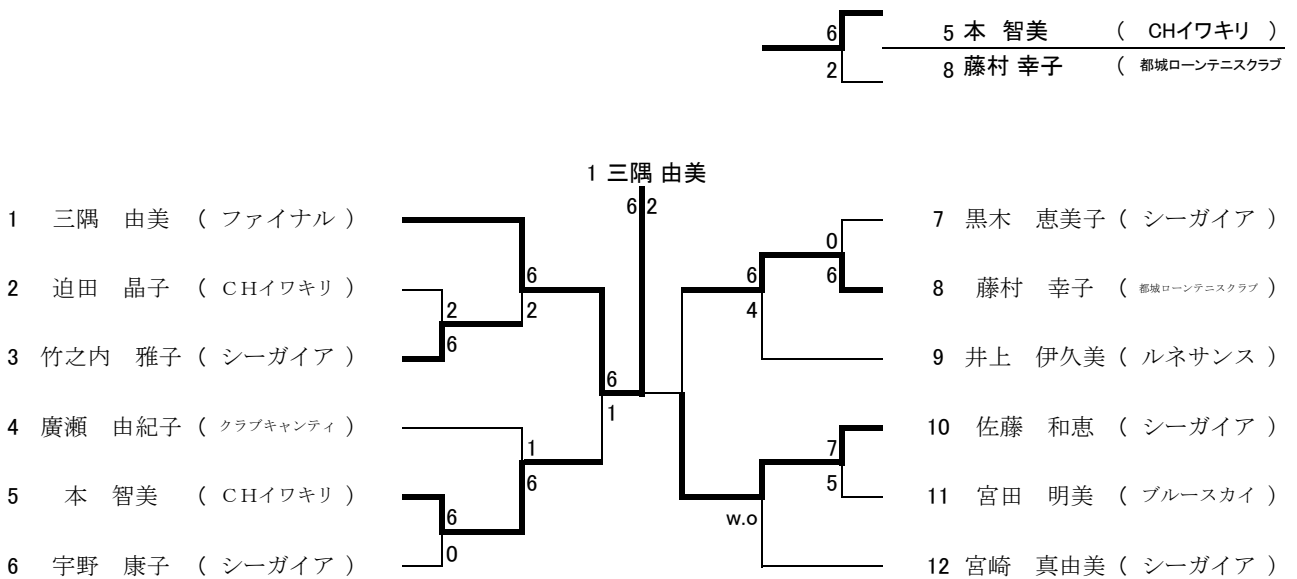 6 5 本 智美 ( CHイワキリ )
2 8 藤村 幸子 ( 都城ローンテニスクラブ
1 三隅 由美
6 2
1 三隅 由美 ( ファイナル )
2 迫田 晶子 ( CHイワキリ )
3 竹之内 雅子 ( シーガイア )
4 廣瀬 由紀子 ( クラブキャンティ )
5 本 智美 ( CHイワキリ )
6 宇野 康子 ( シーガイア )
2
6
6
0
6
2
1
6
6
1
7 黒木 恵美子 ( シーガイア )
8 藤村 幸子 ( 都城ローンテニスクラブ )
9 井上 伊久美 ( ルネサンス )
10 佐藤 和恵 ( シーガイア )
11 宮田 明美 ( ブルースカイ )
12 宮崎 真由美 ( シーガイア )
0
6
6
4
7
5
w.o